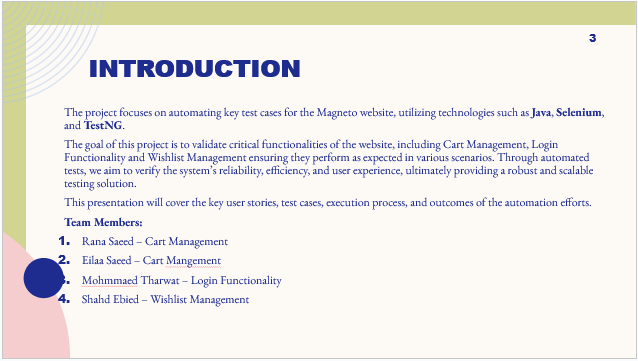 3
INTRODUCTION
The project focuses on automating key test cases for the Magneto website, utilizing technologies such as Java, Selenium,
and TestNG.
The goal of this project is to validate critical functionalities of the website, including Cart Management, Login
Functionality and Wishlist Management ensuring they perform as expected in various scenarios. Through automated
tests, we aim to verify the system's reliability, efficiency, and user experience, ultimately providing a robust and scalable
testing solution.
This presentation will cover the key user stories, test cases, execution process, and outcomes of the automation efforts.
Team Members:
1. Rana Saeed – Cart Management
2. Eilaa Saeed – Cart Mangement
3. Mohmmaed Tharwat – Login Functionality
4. Shahd Ebied – Wishlist Management